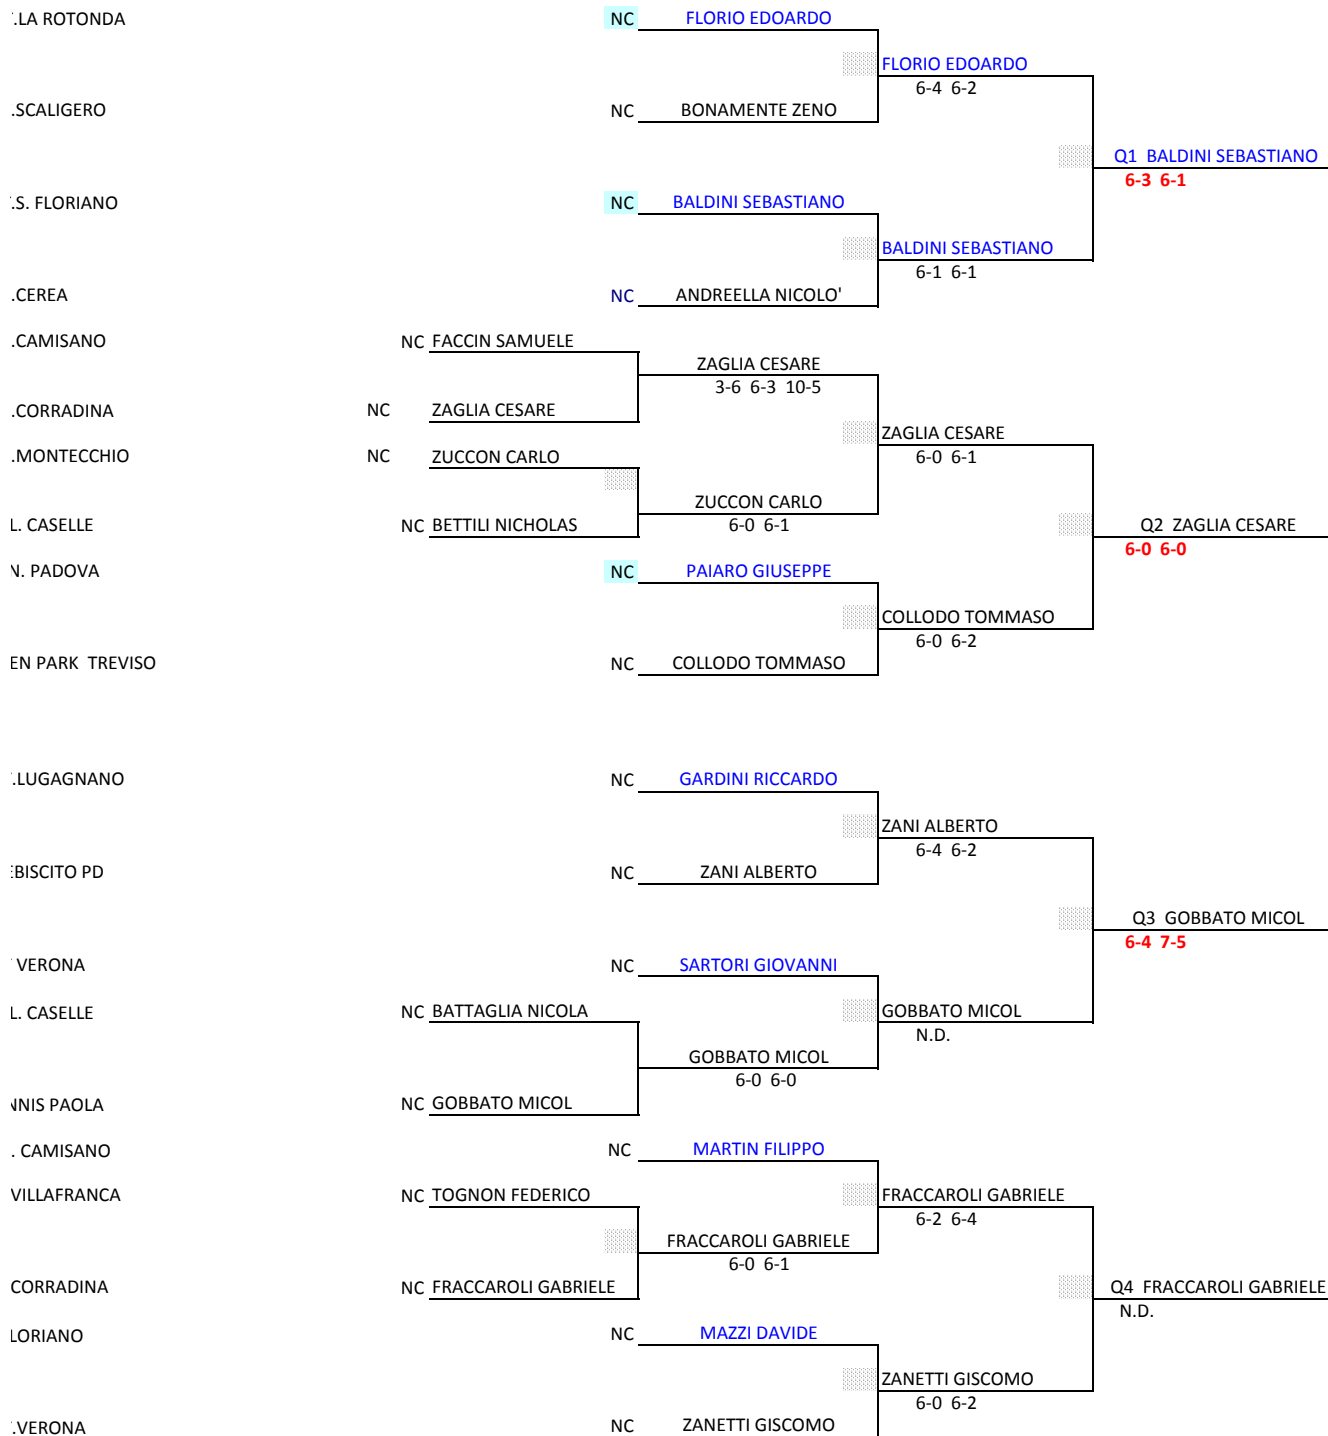 .LA ROTONDA NC FLORIO EDOARDO
FLORIO EDOARDO
6-4 6-2
.SCALIGERO NC BONAMENTE ZENO
Q1 BALDINI SEBASTIANO
6-3 6-1
.S. FLORIANO NC BALDINI SEBASTIANO
BALDINI SEBASTIANO
6-1 6-1
.CEREA NC ANDREELLA NICOLO'
.CAMISANO NC FACCIN SAMUELE
ZAGLIA CESARE
3-6 6-3 10-5
.CORRADINA NC ZAGLIA CESARE
ZAGLIA CESARE
6-0 6-1
.MONTECCHIO NC ZUCCON CARLO
ZUCCON CARLO
6-0 6-1
L. CASELLE NC BETTILI NICHOLAS
Q2 ZAGLIA CESARE
6-0 6-0
N. PADOVA NC PAIARO GIUSEPPE
COLLODO TOMMASO
6-0 6-2
EN PARK TREVISO NC COLLODO TOMMASO
.LUGAGNANO NC GARDINI RICCARDO
ZANI ALBERTO
6-4 6-2
EBISCITO PD NC ZANI ALBERTO
Q3 GOBBATO MICOL
6-4 7-5
VERONA NC SARTORI GIOVANNI
L. CASELLE NC BATTAGLIA NICOLA
GOBBATO MICOL
N.D.
GOBBATO MICOL
6-0 6-0
NNIS PAOLA NC GOBBATO MICOL
. CAMISANO NC MARTIN FILIPPO
VILLAFRANCA NC TOGNON FEDERICO
FRACCAROLI GABRIELE
6-2 6-4
FRACCAROLI GABRIELE
6-0 6-1
CORRADINA NC FRACCAROLI GABRIELE
Q4 FRACCAROLI GABRIELE
N.D.
LORIANO NC MAZZI DAVIDE
ZANETTI GISCOMO
6-0 6-2
.VERONA NC ZANETTI GISCOMO